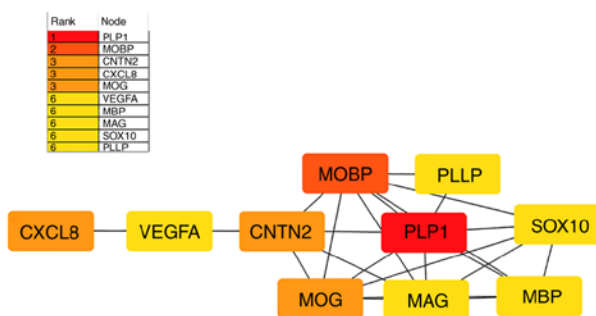 Rank Node
1 PLP1
2 MOBP
3 CNTN2
3 CXCL8
3 MOG
6 VEGFA
6 MBP
6 MAG
6 SOX10
6 PLLP
MOBP PLLP
CXCL8 VEGFA CNTN2 PLP1 SOX10
MOG MAG MBP